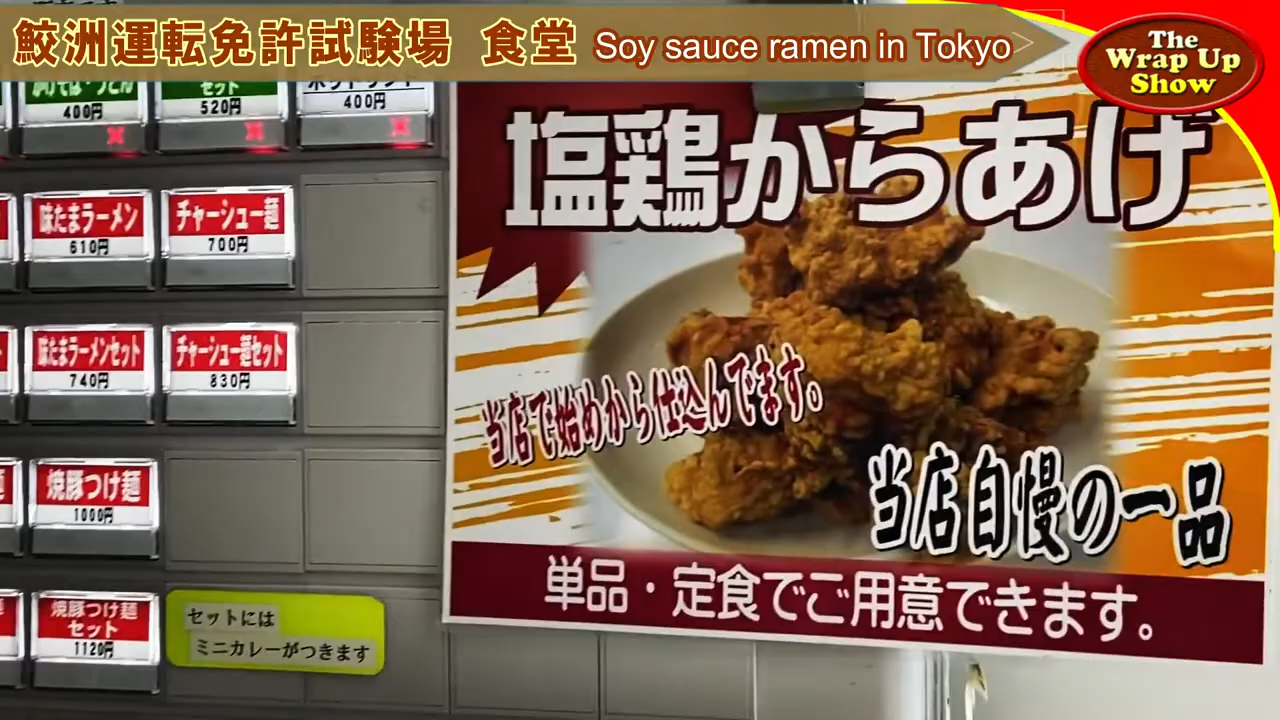 鮫洲運転免許試験場 食堂 Soy sauce ramen in Tokyo
The
Wrap Up
Show
かけそば・うどん
400円
セット
520円
400円
味たまラーメン
610円
チャーシュー麺
700円
味たまラーメンセット
740円
チャーシュー麺セット
830円
焼豚つけ麺
1000円
焼豚つけ麺
セット
1120円
セットには
ミニカレーがつきます
塩鶏からあげ
当店で始めから仕込んでます。
当店自慢の一品
単品・定食でご用意できます。